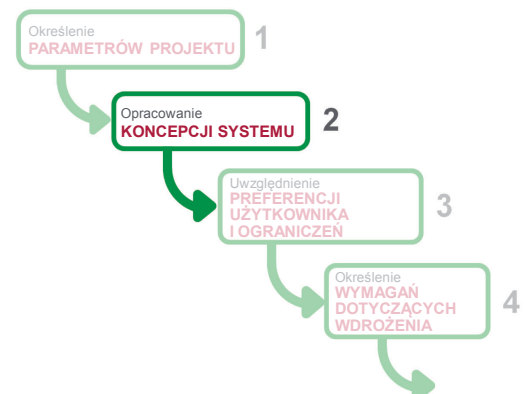 Określenie
PARAMETRÓW PROJEKTU
1
Opracowanie
KONCEPCJI SYSTEMU
2
Uwzględnienie
PREFERENCJI
UŻYTKOWNIKA
I OGRANICZEŃ
3
Określenie
WYMAGAŃ
DOTYCZĄCYCH
WDROŻENIA
4